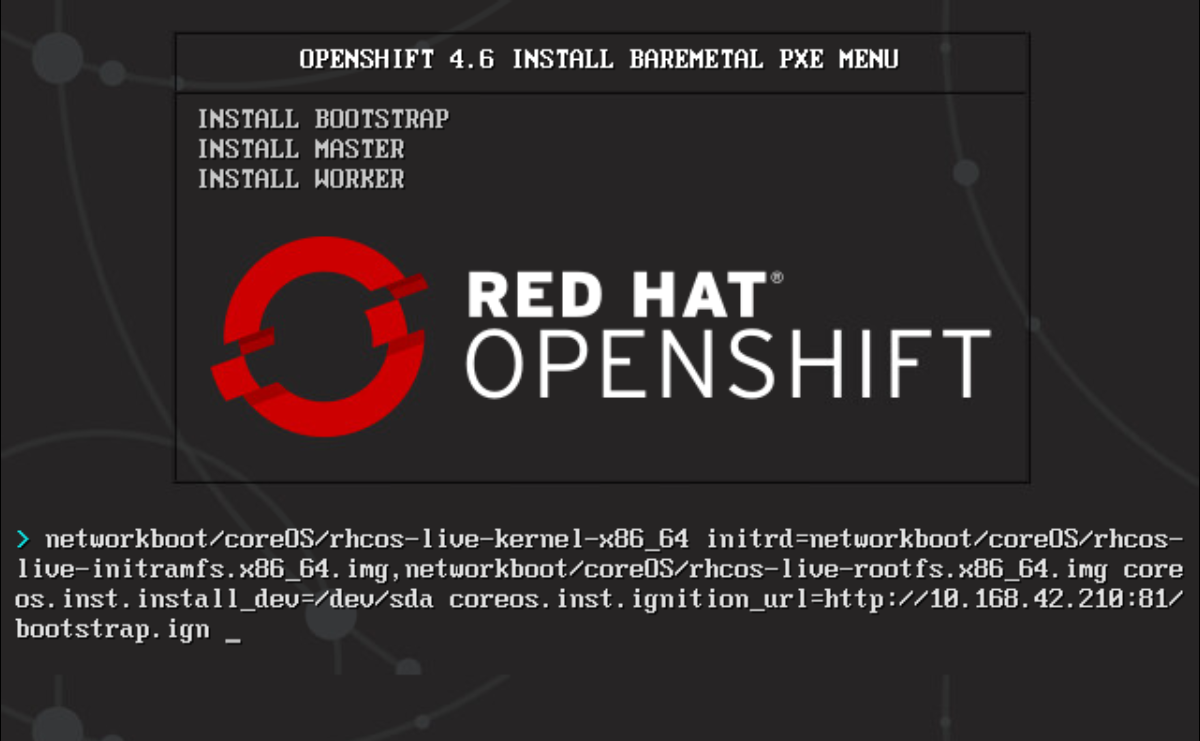 OPENSHIFT 4.6 INSTALL BAREMETAL PXE MENU
INSTALL BOOTSTRAP
INSTALL MASTER
INSTALL WORKER
RED HAT®
OPENSHIFT
> networkboot/coreOS/rhcos-live-kernel-x86_64 initrd=networkboot/coreOS/rhcos-
live-initramfs.x86_64.img,networkboot/coreOS/rhcos-live-rootfs.x86_64.img core
os.inst.install_dev=/dev/sda coreos.inst.ignition_url=http://10.168.42.210:81/
bootstrap.ign _